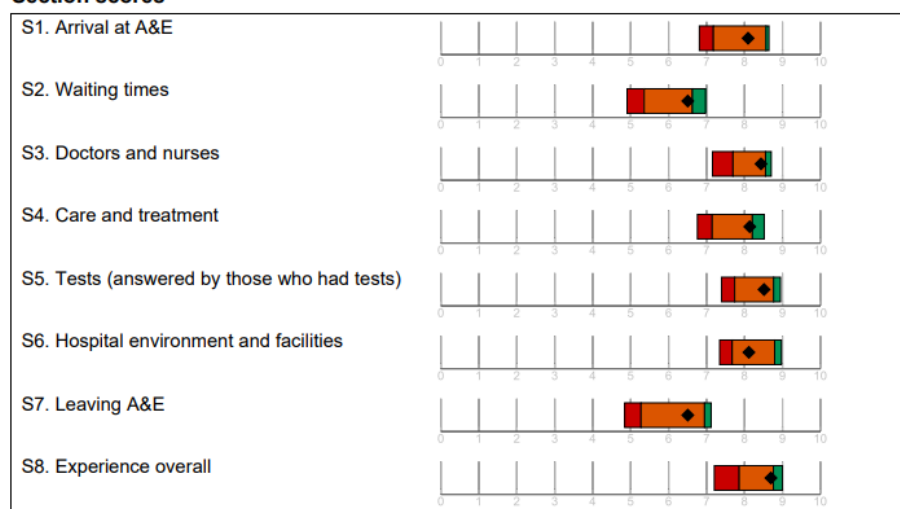 Section scores
S1. Arrival at A&E
0 1 2 3 4 5 6 7 8 9 10
S2. Waiting times
0 1 2 3 4 5 6 7 8 9 10
S3. Doctors and nurses
0 1 2 3 4 5 6 7 8 9 10
S4. Care and treatment
0 1 2 3 4 5 6 7 8 9 10
S5. Tests (answered by those who had tests)
0 1 2 3 4 5 6 7 8 9 10
S6. Hospital environment and facilities
0 1 2 3 4 5 6 7 8 9 10
S7. Leaving A&E
0 1 2 3 4 5 6 7 8 9 10
S8. Experience overall
0 1 2 3 4 5 6 7 8 9 10